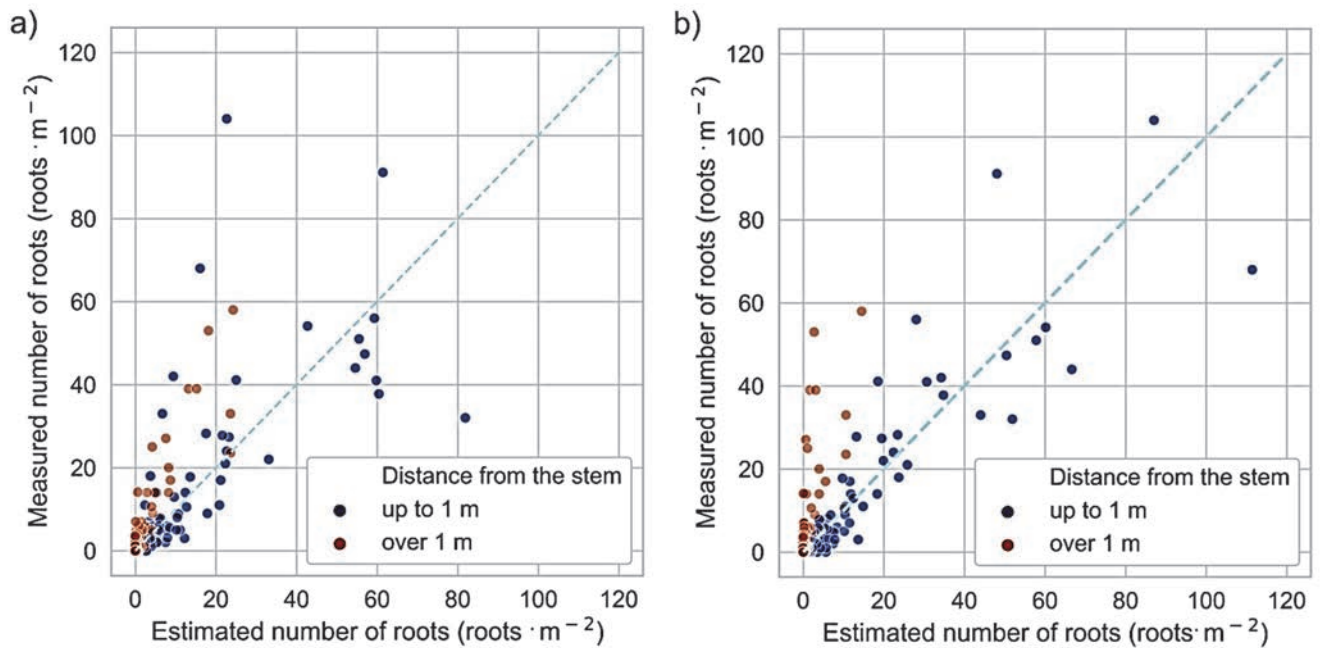 a)
Measured number of roots (roots · m⁻²)
120
100
80
60
40
20
0
0 20 40 60 80 100 120
Estimated number of roots (roots · m⁻²)
Distance from the stem
up to 1 m
over 1 m
b)
Measured number of roots (roots · m⁻²)
120
100
80
60
40
20
0
0 20 40 60 80 100 120
Estimated number of roots (roots· m⁻²)
Distance from the stem
up to 1 m
over 1 m